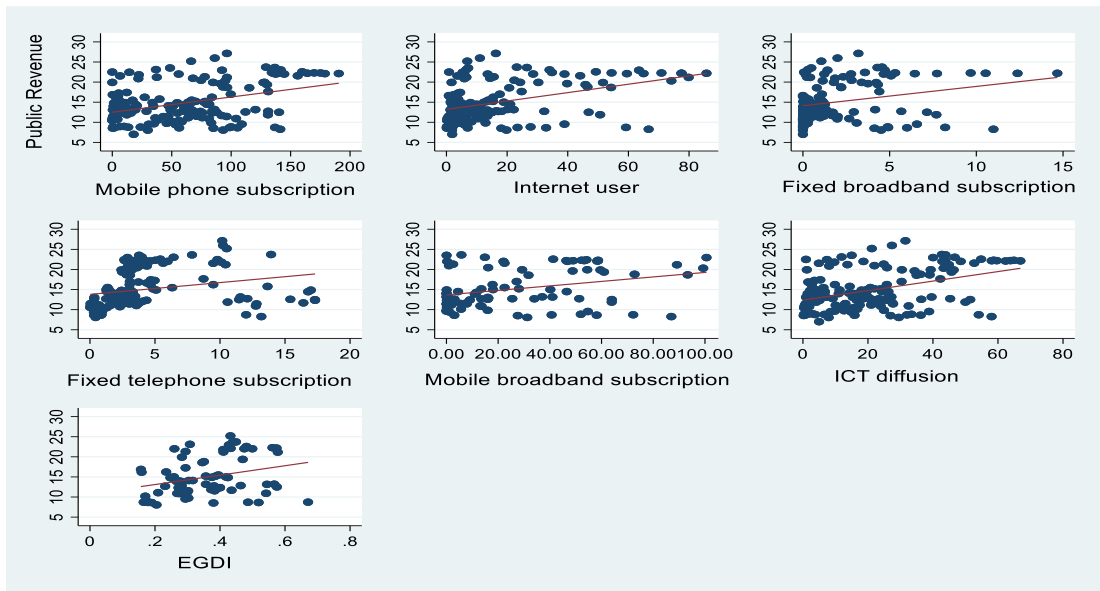 Public Revenue
5 10 15 20 25 30
0 50 100 150 200
Mobile phone subscription
5 10 15 20 25 30
0 20 40 60 80
Internet user
5 10 15 20 25 30
0 5 10 15
Fixed broadband subscription
5 10 15 20 25 30
0 5 10 15 20
Fixed telephone subscription
5 10 15 20 25 30
0.00 20.00 40.00 60.00 80.00100.00
Mobile broadband subscription
5 10 15 20 25 30
0 20 40 60 80
ICT diffusion
5 10 15 20 25 30
0 .2 .4 .6 .8
EGDI